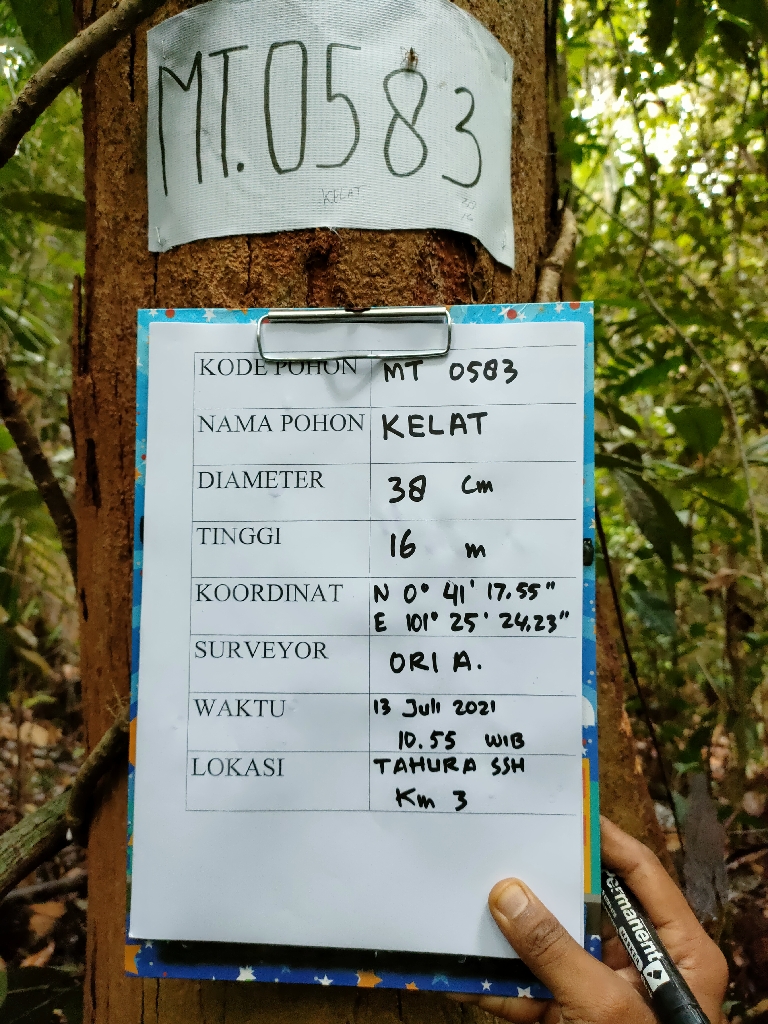 MT.0583
KELAT
KODE POHON MT 0583
NAMA POHON KELAT
DIAMETER 38 cm
TINGGI 16 m
KOORDINAT N 0° 41' 17.55"
E 101° 25' 24.23"
SURVEYOR ORI A.
WAKTU 13 Juli 2021
10.55 WIB
LOKASI TAHURA SSH
Km 3
Permanent